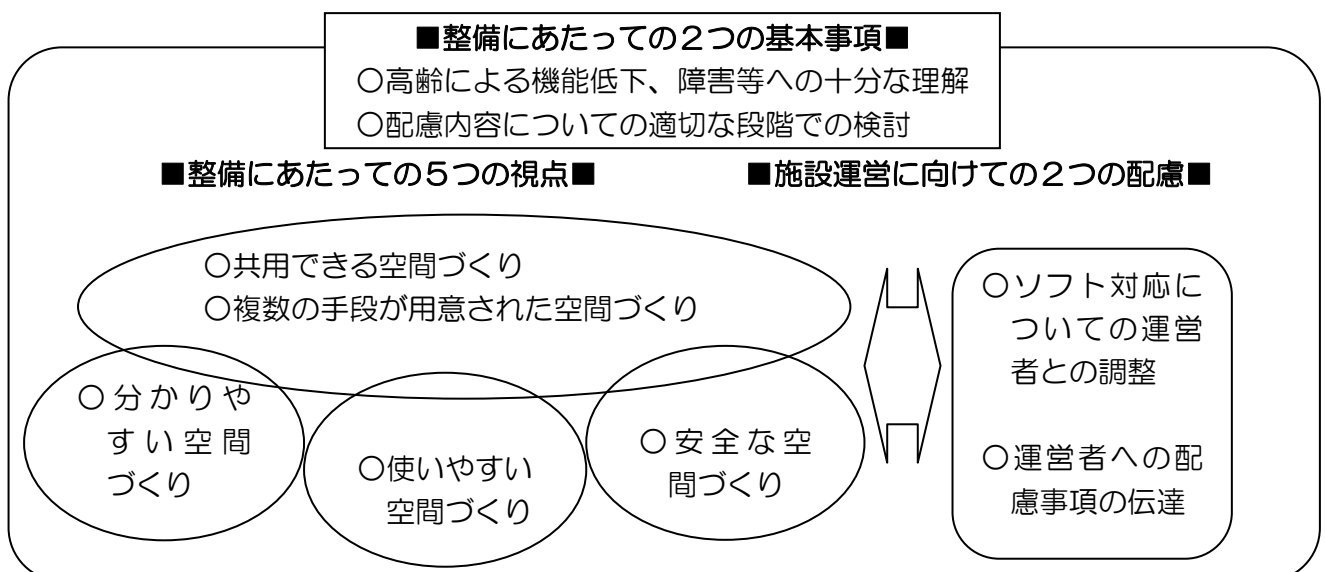 ■整備にあたっての2つの基本事項■
○高齢による機能低下、障害等への十分な理解
○配慮内容についての適切な段階での検討
■整備にあたっての5つの視点■
■施設運営に向けての2つの配慮■
○共用できる空間づくり
○複数の手段が用意された空間づくり
○分かりや
すい空間
づくり
○使いやすい
空間づくり
○安全な空
間づくり
○ソフト対応に
ついての運営
者との調整
○運営者への配
慮事項の伝達